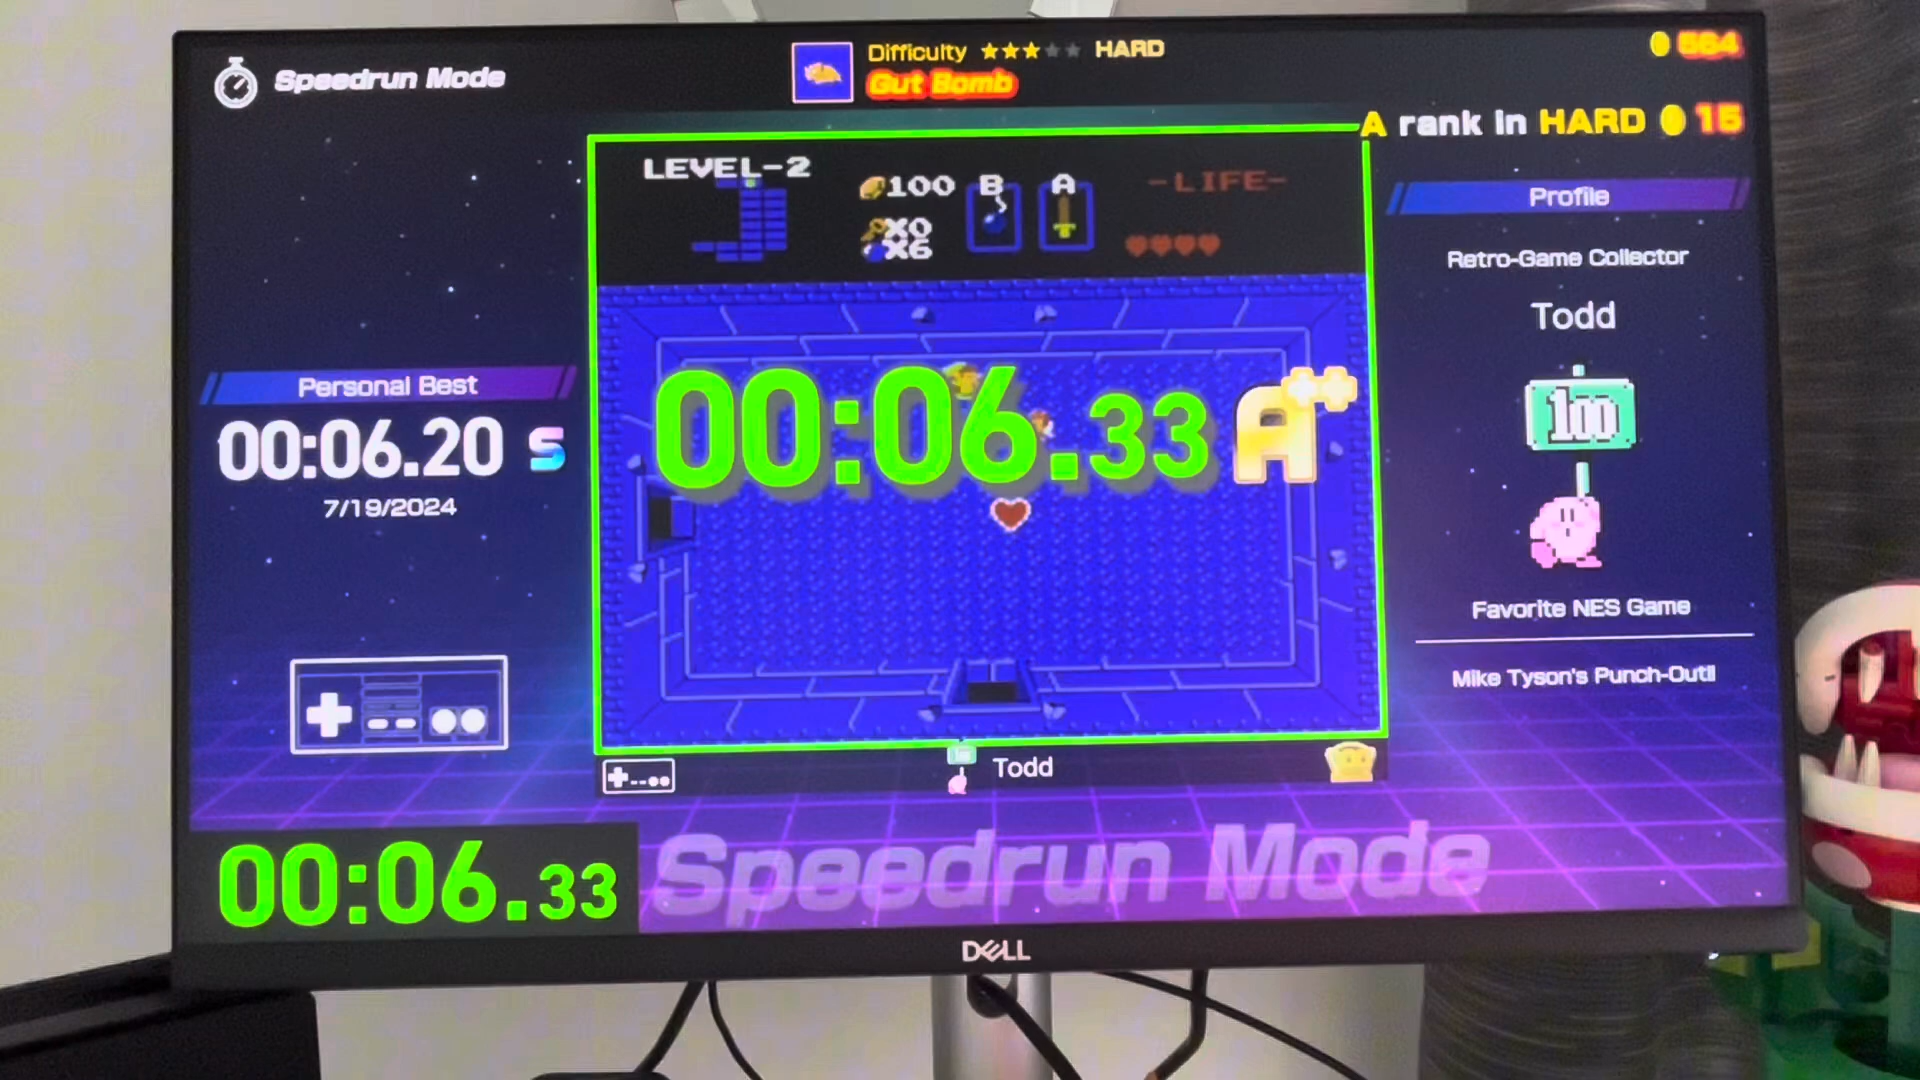 Speedrun Mode
Difficulty ★★★★★ HARD
Gut Bomb
564
A rank in HARD 15
LEVEL-2
100
X0
X6
B
A
-LIFE-
Personal Best
00:06.20 S
7/19/2024
00:06.33 A++
Profile
Retro-Game Collector
Todd
100
Favorite NES Game
Mike Tyson's Punch-Out!!
Todd
00:06.33
Speedrun Mode
DELL